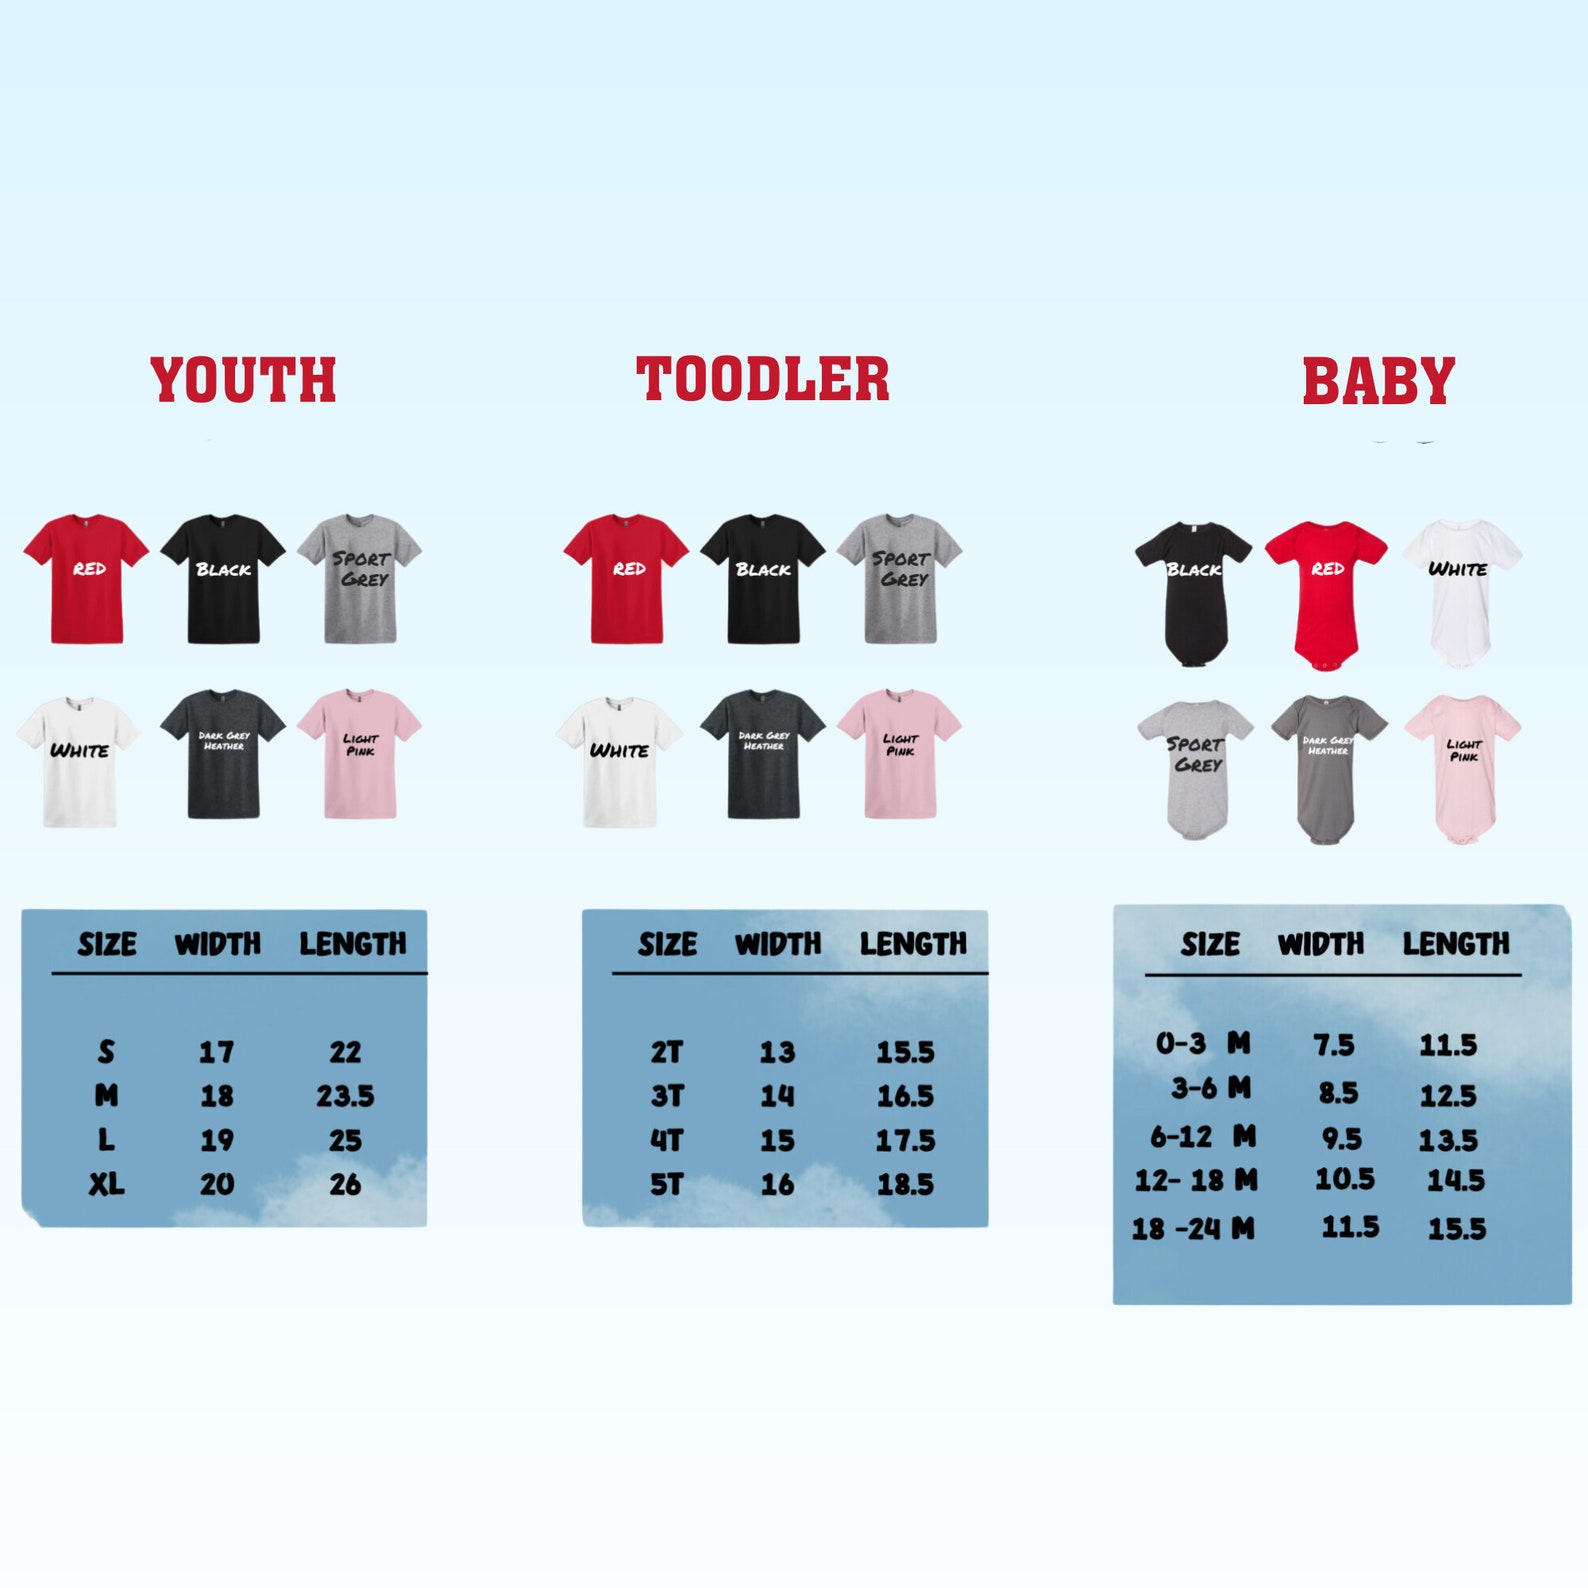 YOUTH
RED
BLACK
SPORT
GREY
WHITE
DARK GREY
HEATHER
LIGHT
PINK
SIZE WIDTH LENGTH
S 17 22
M 18 23.5
L 19 25
XL 20 26
TOODLER
RED
BLACK
SPORT
GREY
WHITE
DARK GREY
HEATHER
LIGHT
PINK
SIZE WIDTH LENGTH
2T 13 15.5
3T 14 16.5
4T 15 17.5
5T 16 18.5
BABY
BLACK
RED
WHITE
SPORT
GREY
DARK GREY
HEATHER
LIGHT
PINK
SIZE WIDTH LENGTH
0-3 M 7.5 11.5
3-6 M 8.5 12.5
6-12 M 9.5 13.5
12- 18 M 10.5 14.5
18 -24 M 11.5 15.5